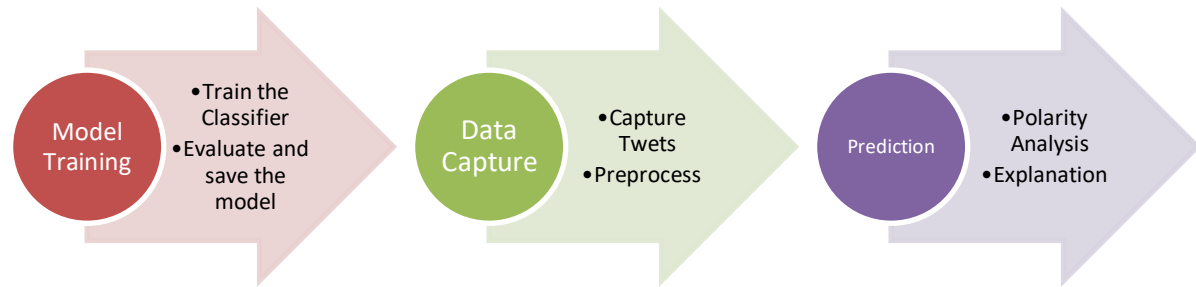 Model
Training
•Train the
Classifier
•Evaluate and
save the
model
Data
Capture
•Capture
Twets
•Preprocess
Prediction
•Polarity
Analysis
•Explanation